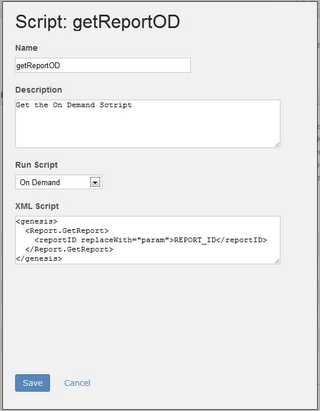 Script: getReportOD
Name
getReportOD
Description
Get the On Demand Sctript
Run Script
On Demand
XML Script
<genesis>
<Report.GetReport>
<reportID replaceWith="param">REPORT_ID</reportID>
</Report.GetReport>
</genesis>
Save Cancel